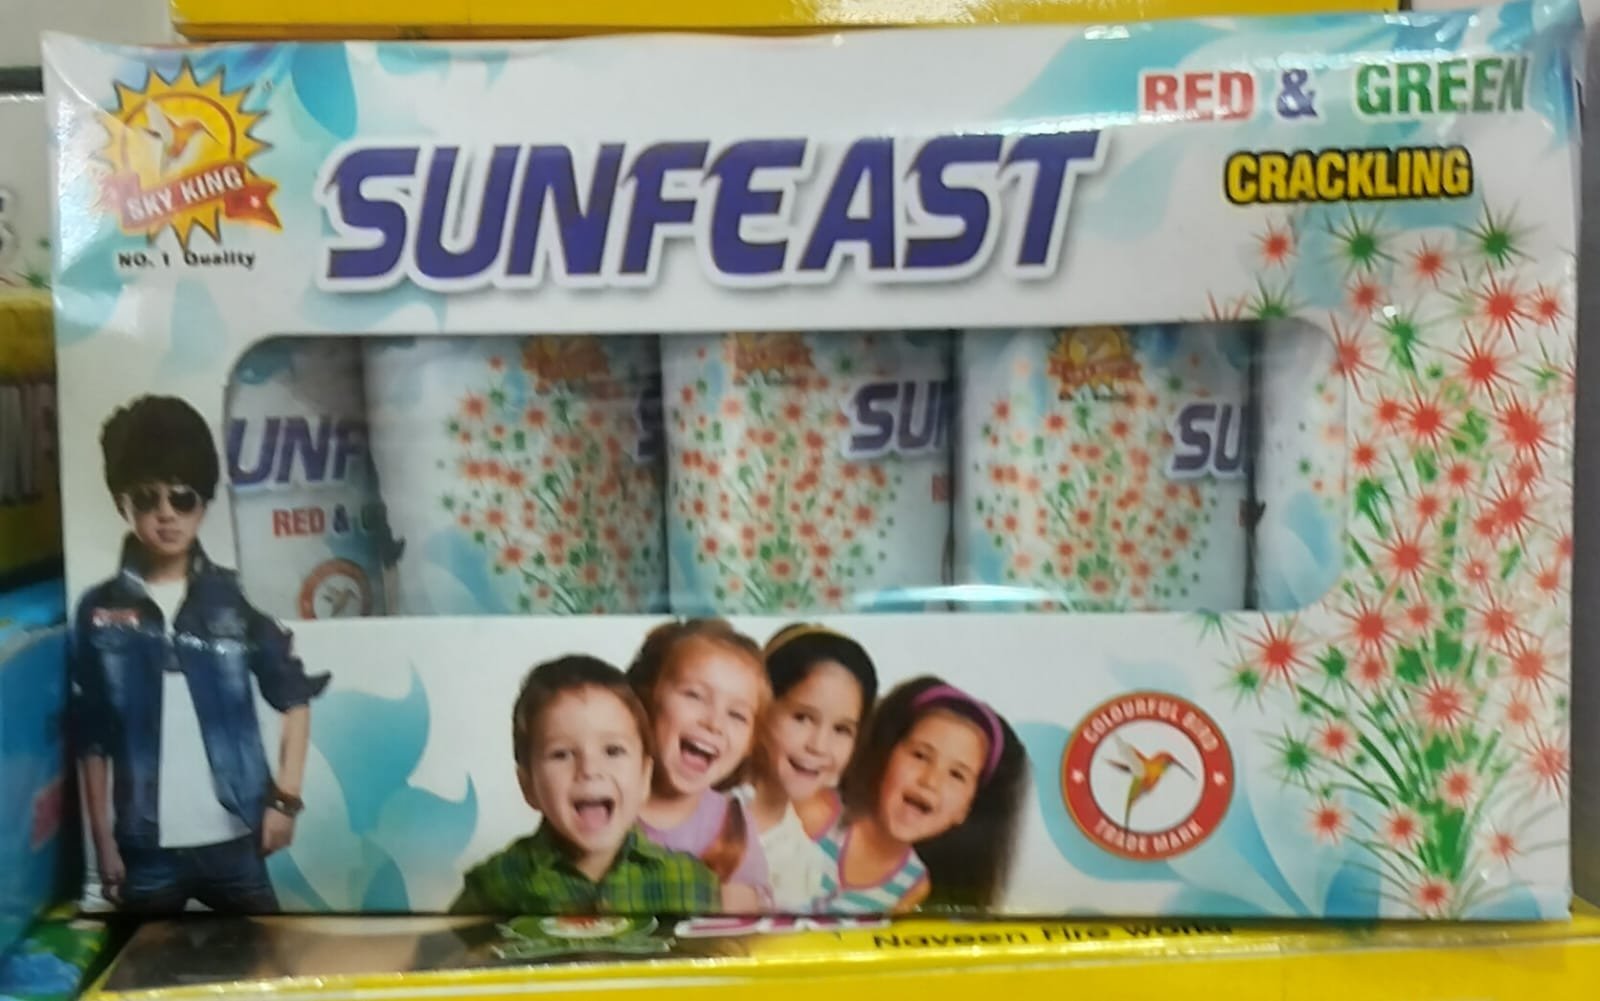 RED & GREEN
SUNFEAST
CRACKLING
SKY KING
NO. 1 Quality
SU
SU
UNF
RED &
COLOURFUL BIRD
TRADE MARK
Naveen Fire Works